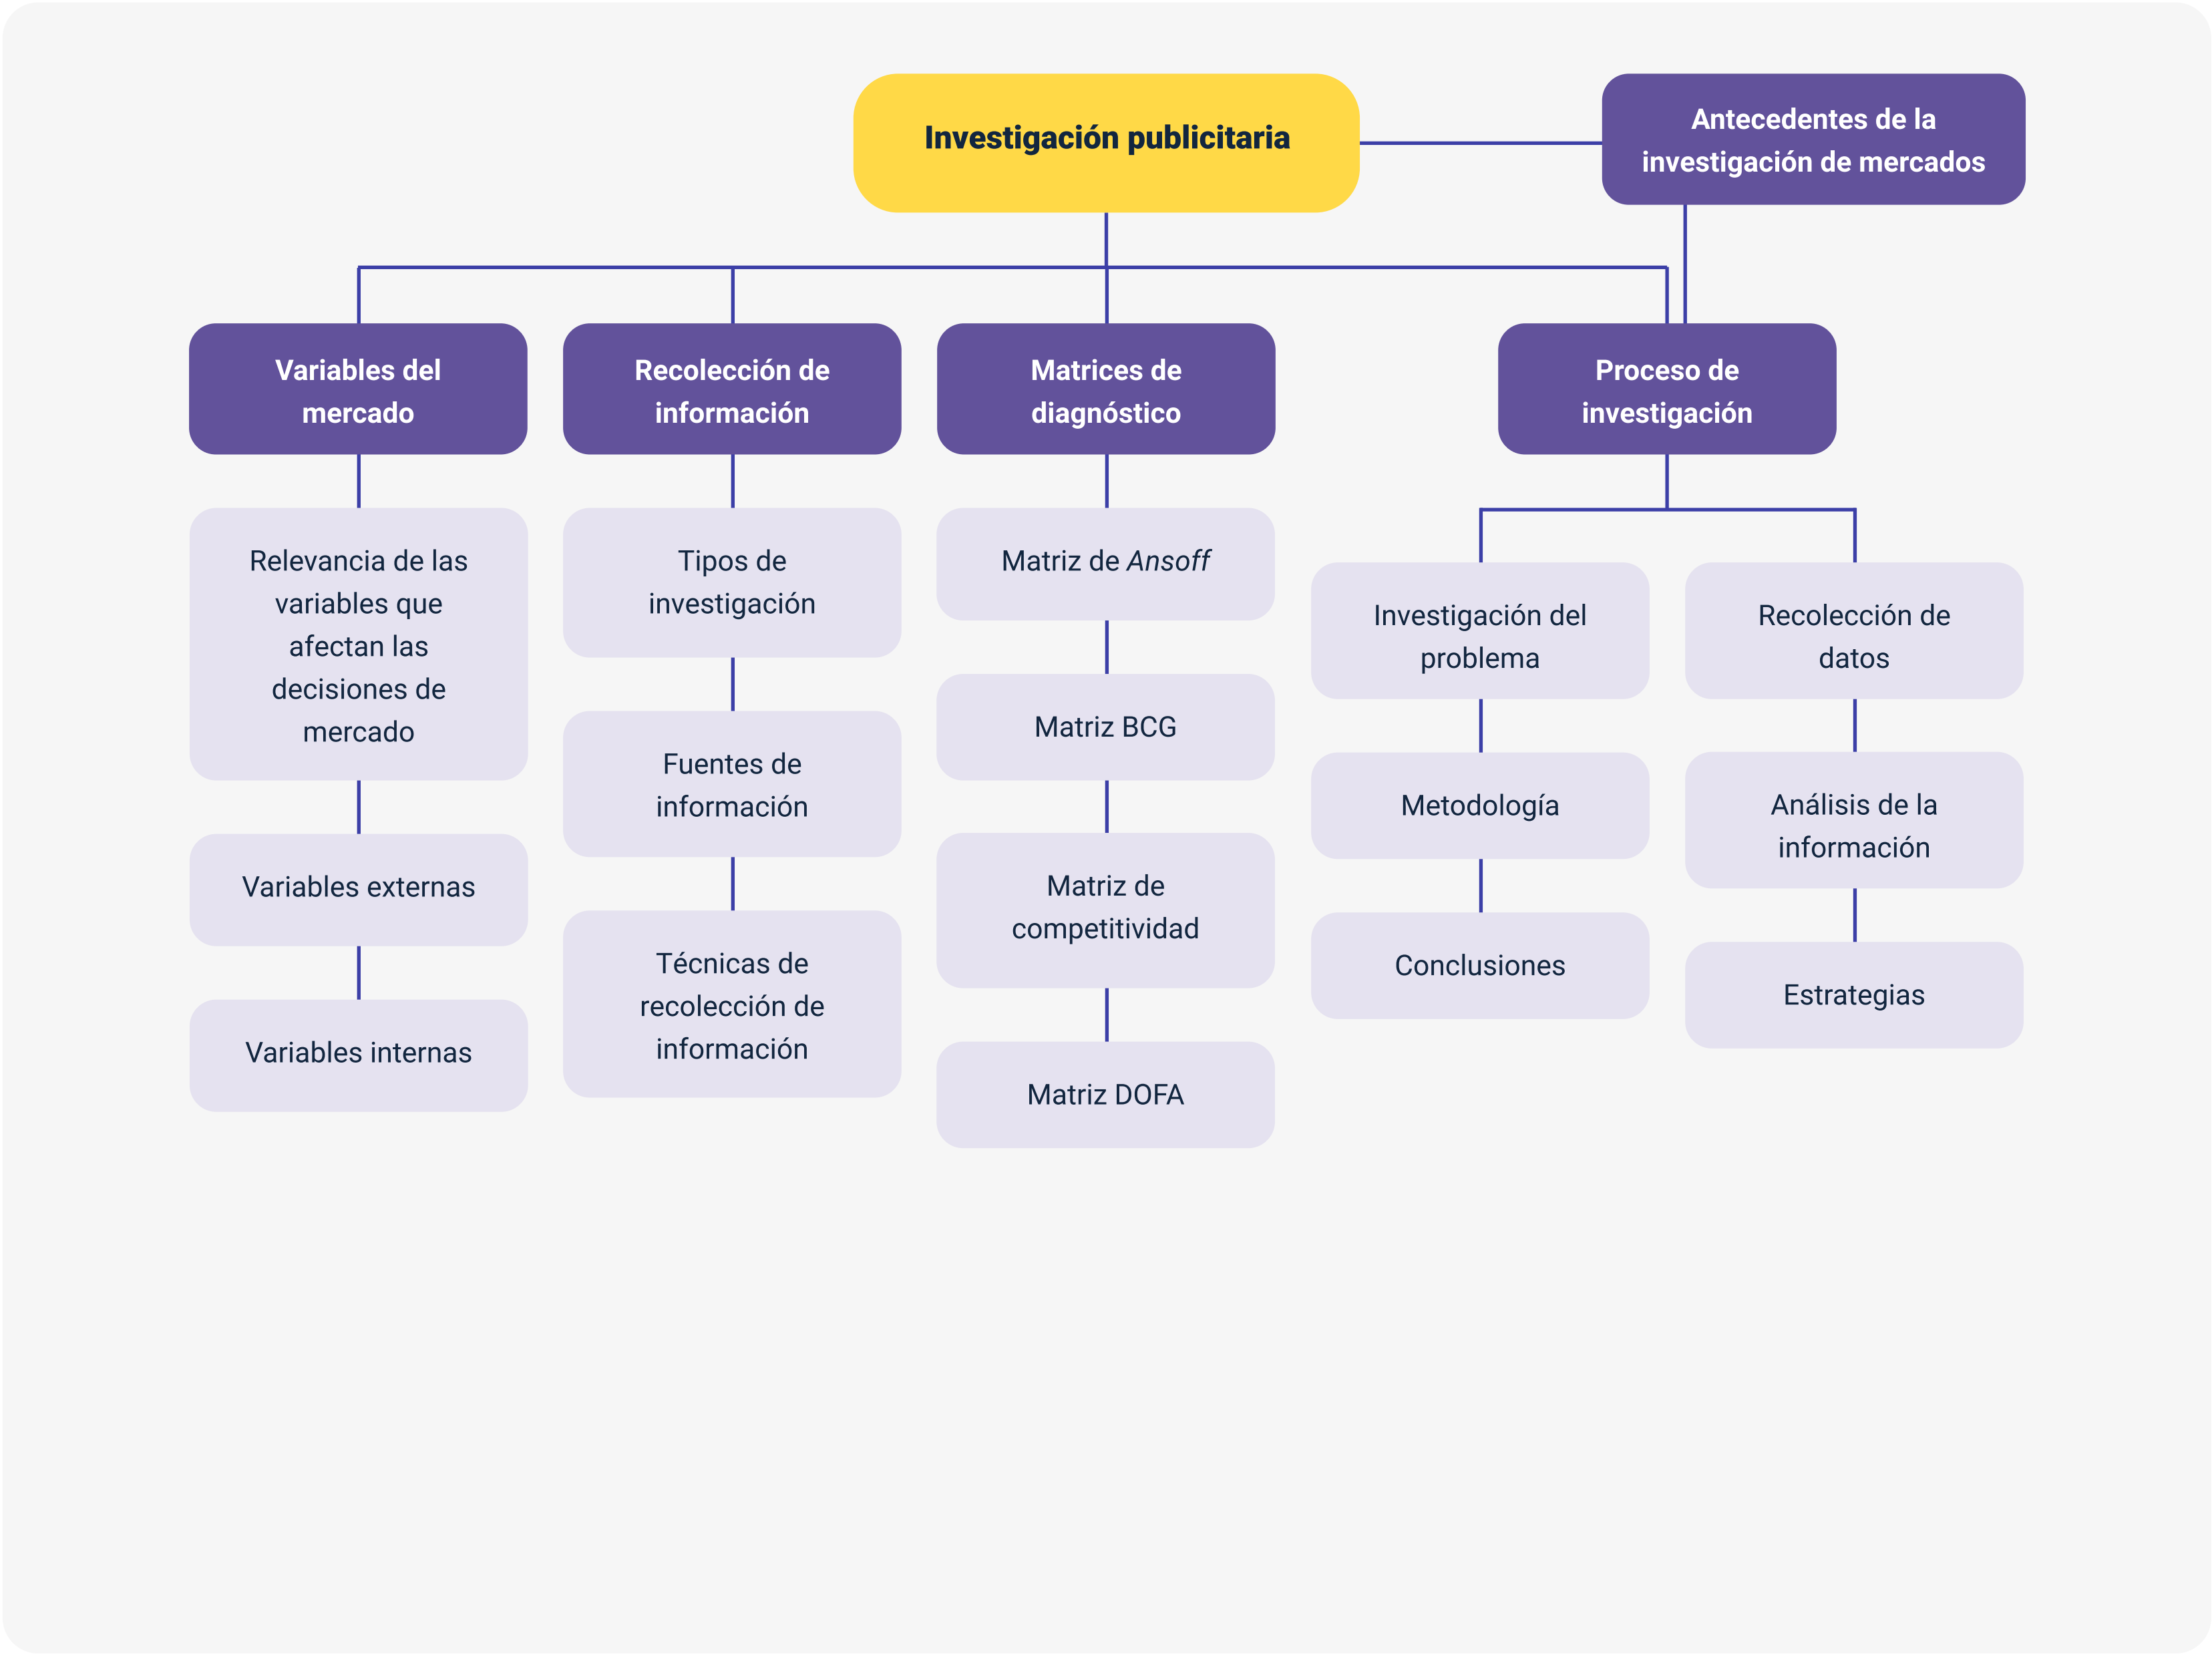 Investigación publicitaria
Antecedentes de la
investigación de mercados
Variables del
mercado
Relevancia de las
variables que
afectan las
decisiones de
mercado
Variables externas
Variables internas
Recolección de
información
Tipos de
investigación
Fuentes de
información
Técnicas de
recolección de
información
Matrices de
diagnóstico
Matriz de Ansoff
Matriz BCG
Matriz de
competitividad
Matriz DOFA
Proceso de
investigación
Investigación del
problema
Metodología
Conclusiones
Recolección de
datos
Análisis de la
información
Estrategias